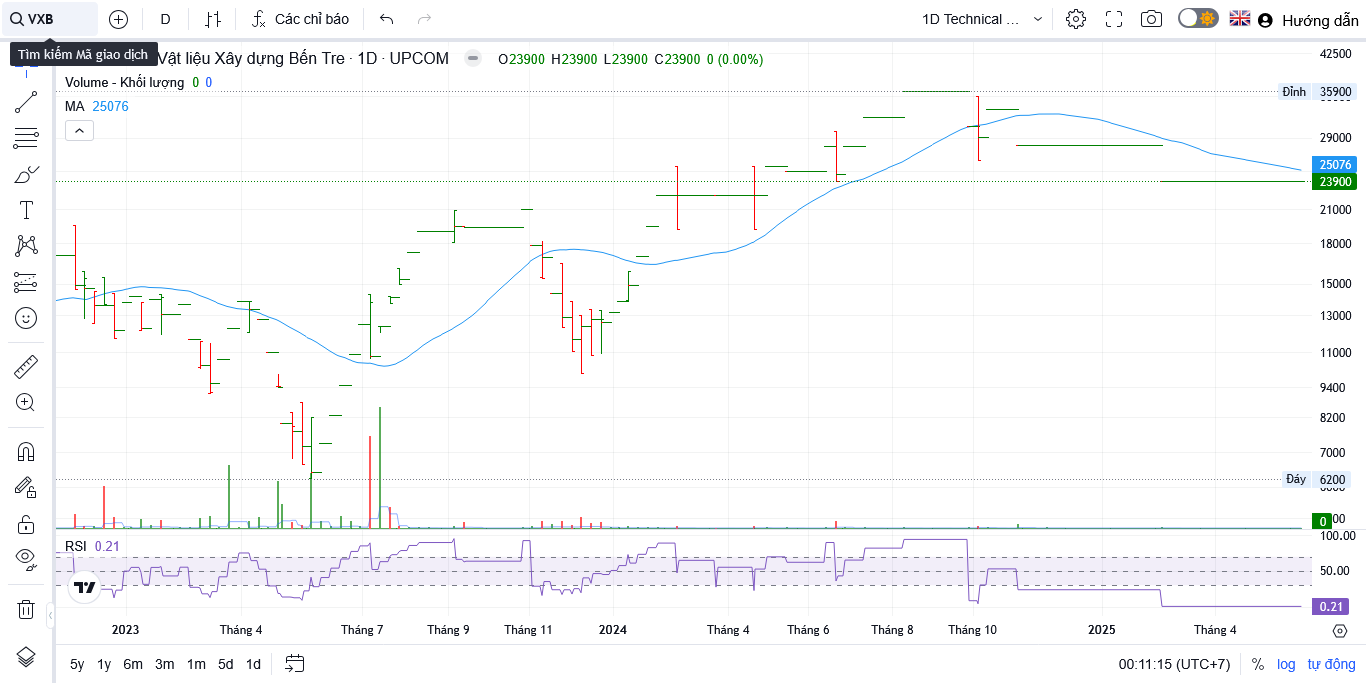 VXB
D
Các chỉ báo
1D Technical ...
Hướng dẫn
Tìm kiếm Mã giao dịch
Vật liệu Xây dựng Bến Tre · 1D · UPCOM
O23900 H23900 L23900 C23900 0 (0.00%)
Volume - Khối lượng 0 0
MA 25076
42500
Đỉnh 35900
29000
25076
23900
21000
18000
15000
13000
11000
9400
8200
7000
Đáy 6200
0
RSI 0.21
100.00
50.00
0.21
2023
Tháng 4
Tháng 7
Tháng 9
Tháng 11
2024
Tháng 4
Tháng 6
Tháng 8
Tháng 10
2025
Tháng 4
5y 1y 6m 3m 1m 5d 1d
00:11:15 (UTC+7)
% log tự động